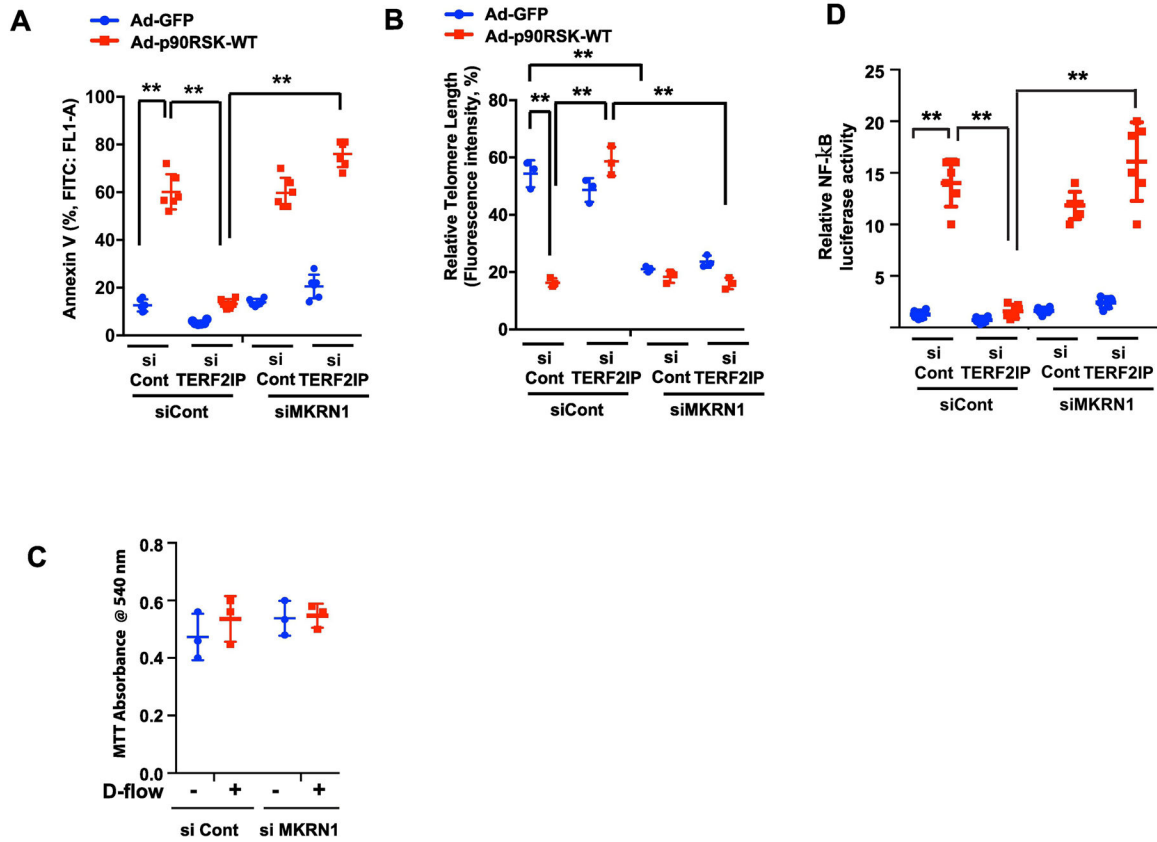 A
Ad-GFP
Ad-p90RSK-WT
**
**
**
Annexin V (%, FITC: FL1-A)
100
80
60
40
20
0
si si si si
Cont TERF2IP Cont TERF2IP
siCont siMKRN1
B
Ad-GFP
Ad-p90RSK-WT
**
**
**
**
Relative Telomere Length
(Fluorescence intensity, %)
80
60
40
20
0
si si si si
Cont TERF2IP Cont TERF2IP
siCont siMKRN1
D
**
**
**
Relative NF-kB
luciferase activity
25
20
15
10
5
si si si si
Cont TERF2IP Cont TERF2IP
siCont siMKRN1
C
MTT Absorbance @ 540 nm
0.8
0.6
0.4
0.2
0.0
D-flow - + - +
si Cont si MKRN1